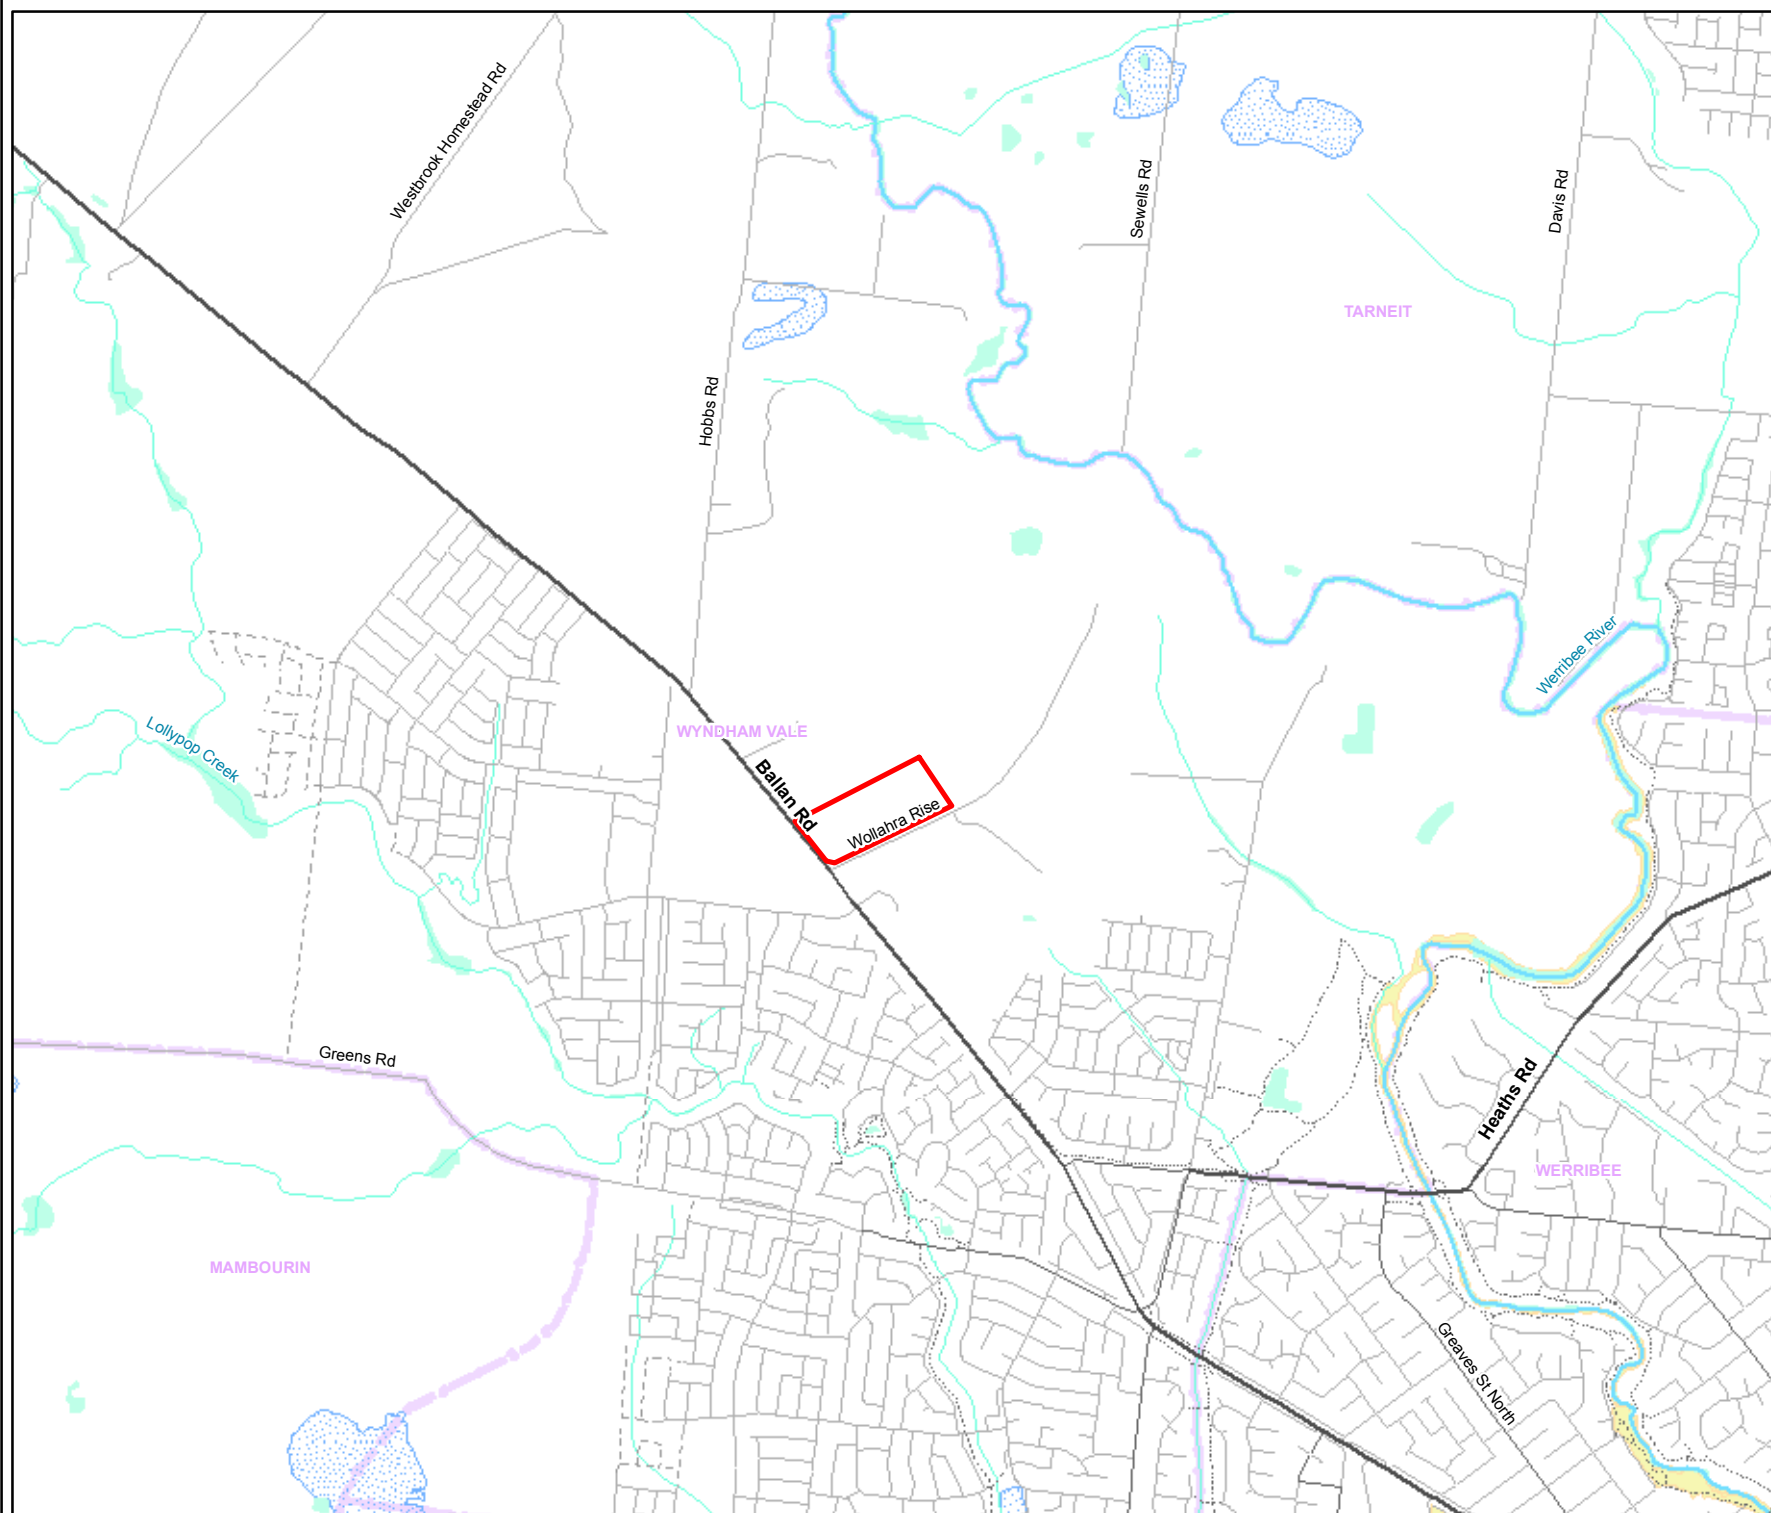 Westbrook Homestead Rd
Sewells Rd
Davis Rd
TARNEIT
Hobbs Rd
Werribee River
WYNDHAM VALE
Lollypop Creek
Ballan Rd
Wollahra Rise
Greens Rd
Heaths Rd
WERRIBEE
MAMBOURIN
Greaves St North